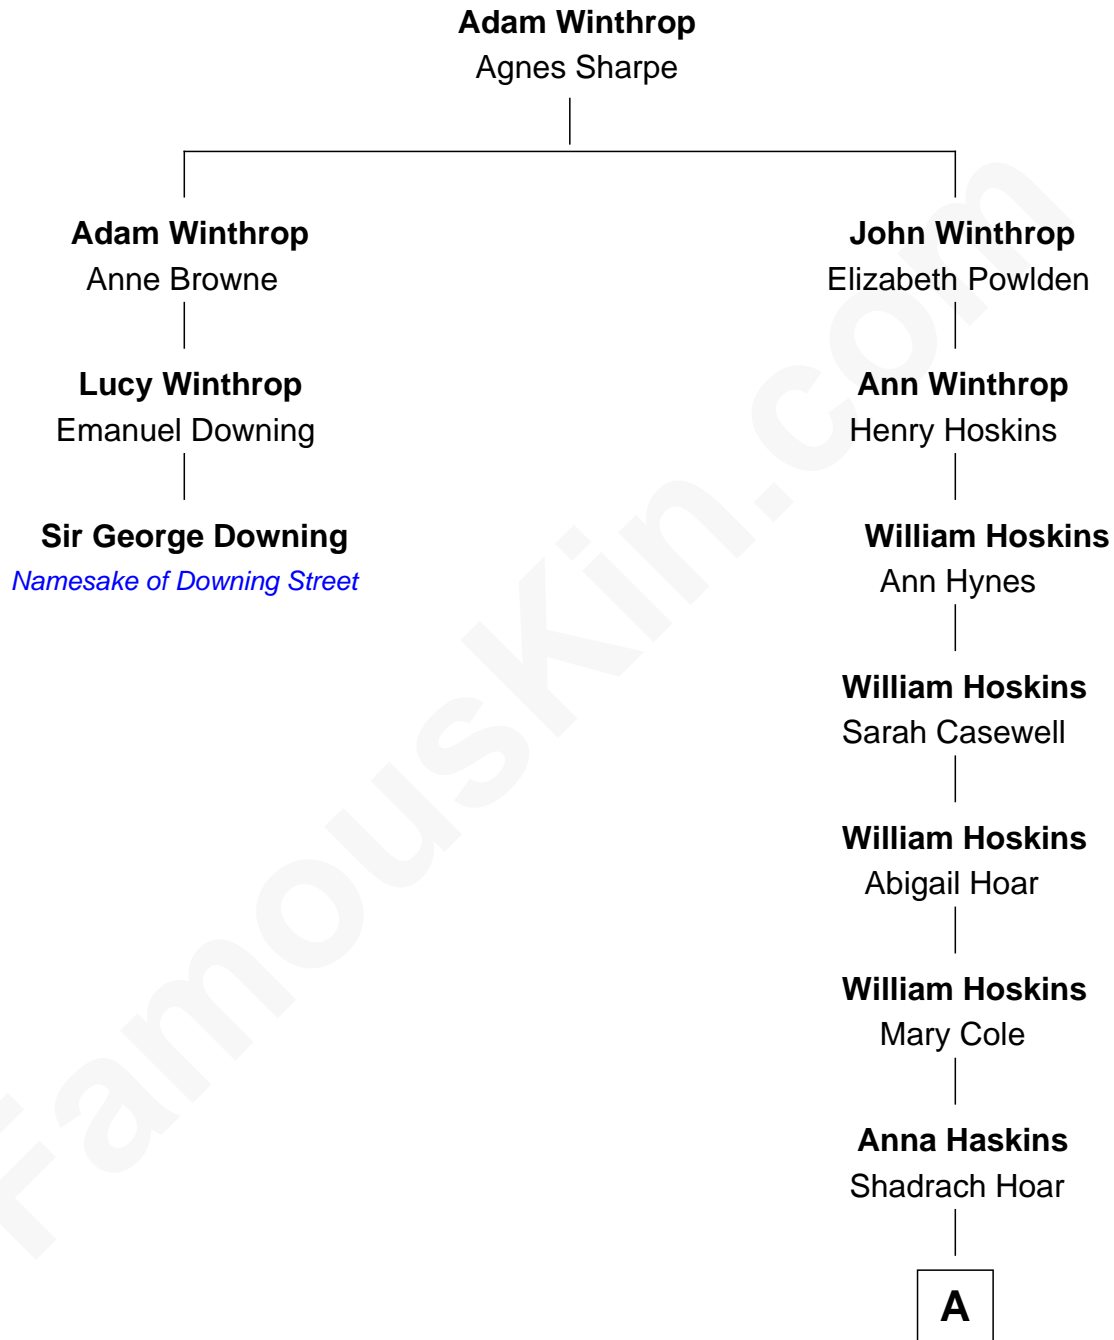 Adam Winthrop
Agnes Sharpe
Adam Winthrop
Anne Browne
John Winthrop
Elizabeth Powlden
Lucy Winthrop
Emanuel Downing
Ann Winthrop
Henry Hoskins
Sir George Downing
Namesake of Downing Street
William Hoskins
Ann Hynes
William Hoskins
Sarah Casewell
William Hoskins
Abigail Hoar
William Hoskins
Mary Cole
Anna Haskins
Shadrach Hoar
A
FamousKin.com